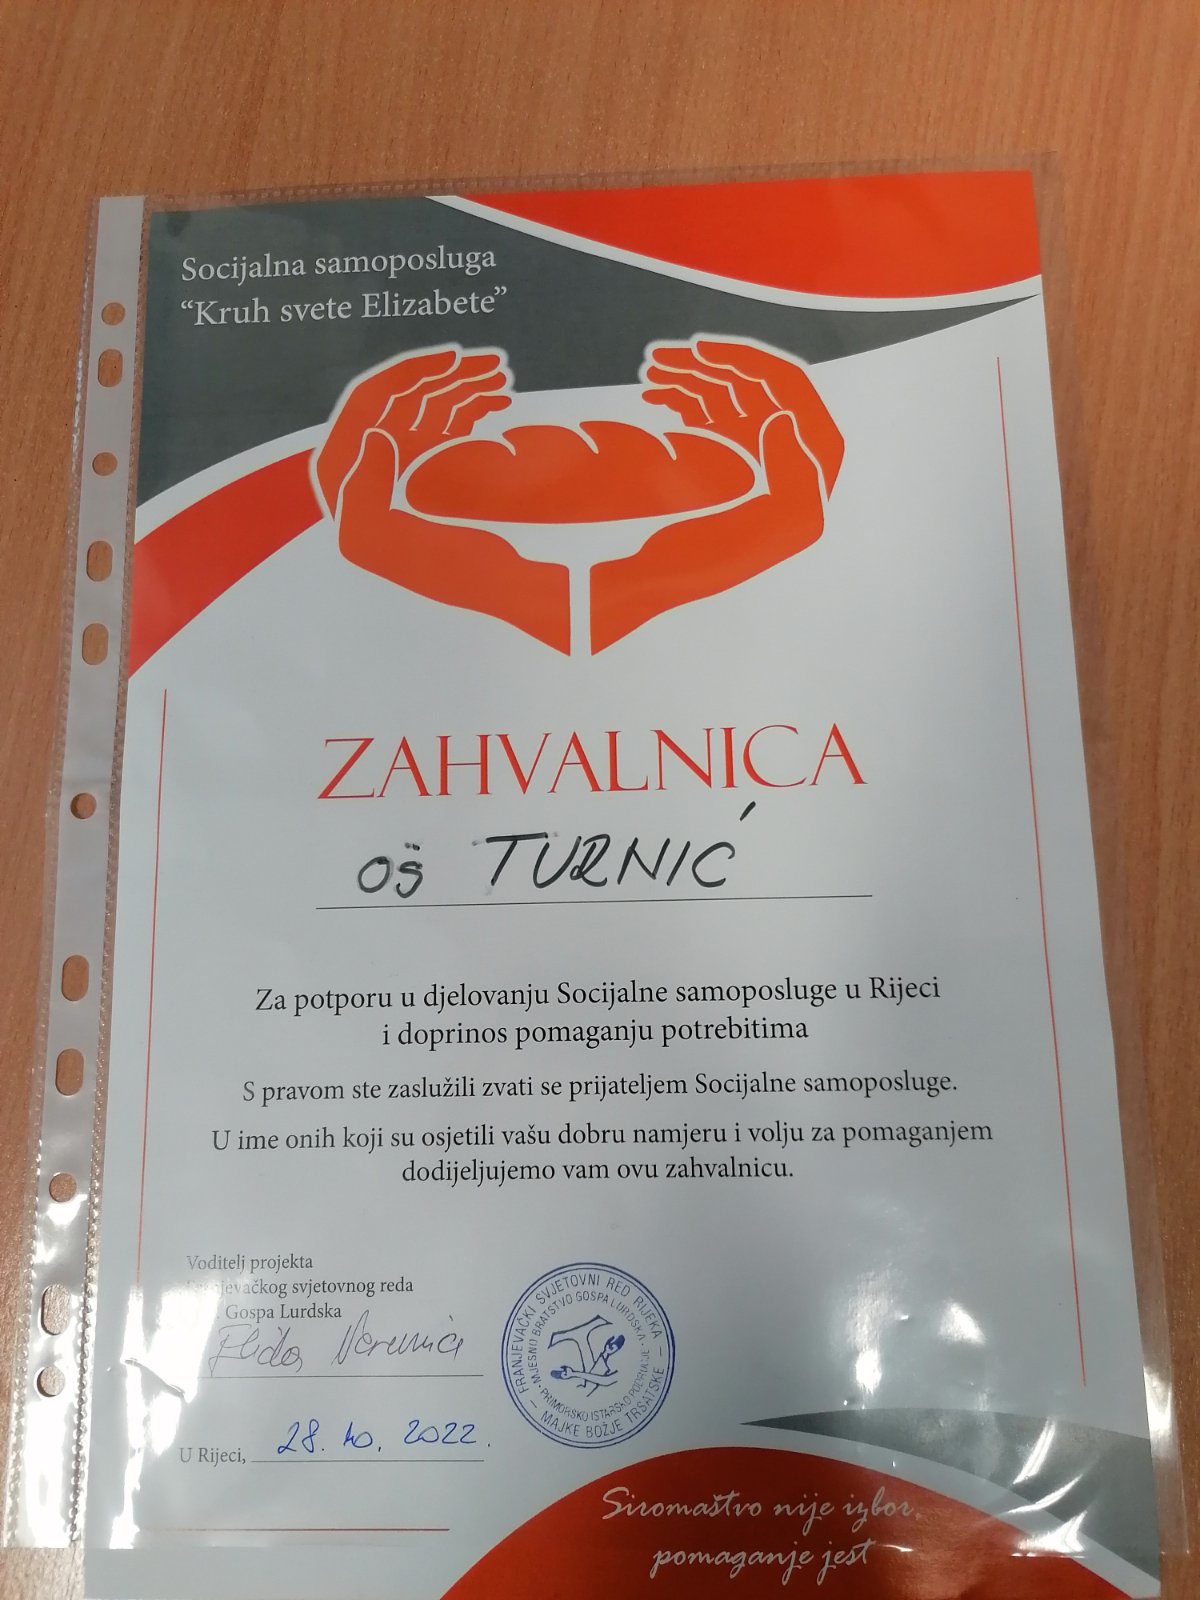 Socijalna samoposluga
“Kruh svete Elizabete”
ZAHVALNICA
OŠ TURNIĆ
Za potporu u djelovanju Socijalne samoposluge u Rijeci
i doprinos pomaganju potrebitima
S pravom ste zaslužili zvati se prijateljem Socijalne samoposluge.
U ime onih koji su osjetili vašu dobru namjeru i volju za pomaganjem
dodijeljujemo vam ovu zahvalnicu.
Voditelj projekta
Franjevačkog svjetovnog reda
Gospa Lurdska
FRANJEVAČKI SVJETOVNI RED RIJEKA
MJESNO BRATSTVO GOSPA LURDSKA
PRIMORSKO ISTARSKO PODRUČJE
MAJKE BOŽJE TRSATSKE
U Rijeci, 28. 10. 2022.
Siromaštvo nije izbor,
pomaganje jest